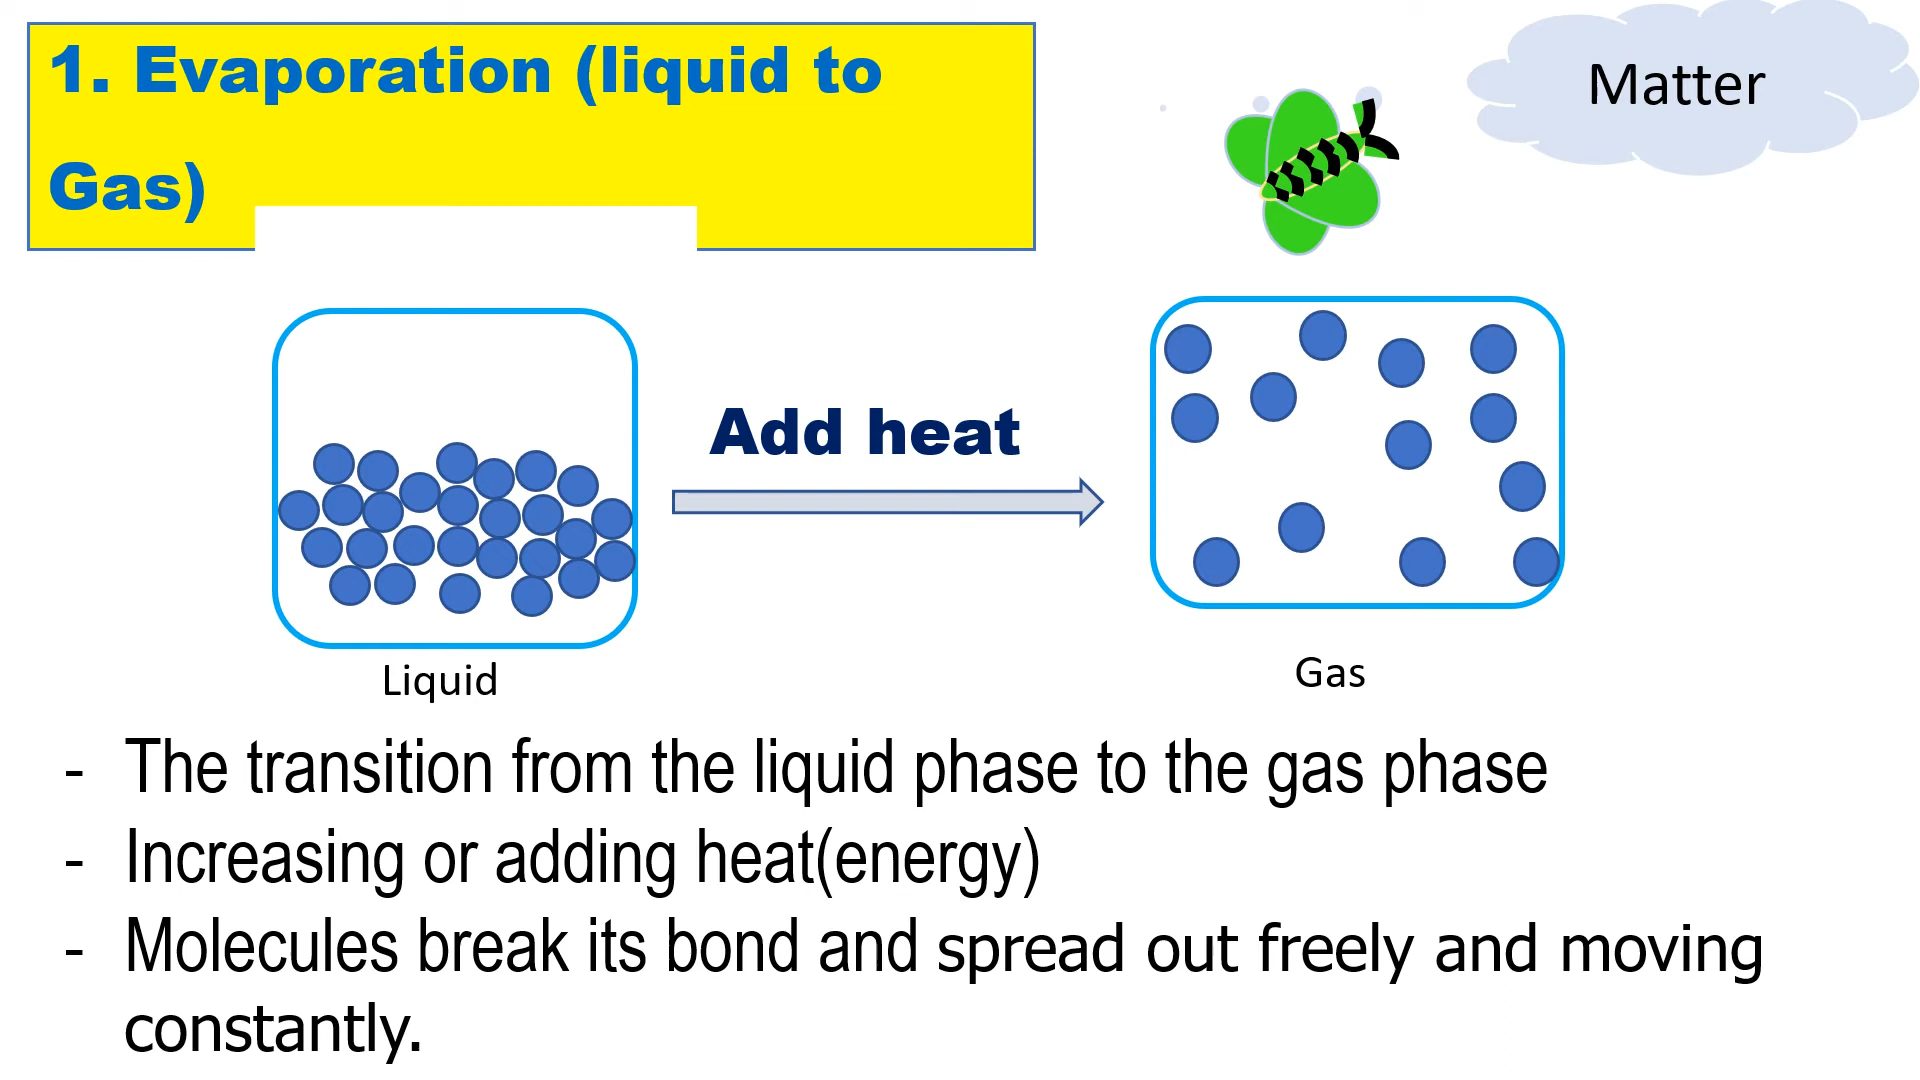 1. Evaporation (liquid to
Gas)
Matter
Add heat
Liquid
Gas
- The transition from the liquid phase to the gas phase
- Increasing or adding heat(energy)
- Molecules break its bond and spread out freely and moving
constantly.